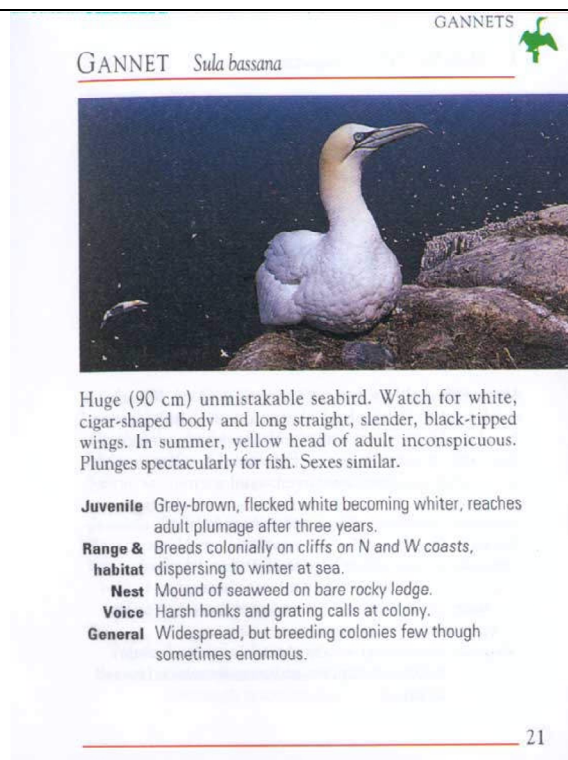 GANNETS
GANNET Sula bassana
Huge (90 cm) unmistakable seabird. Watch for white,
cigar-shaped body and long straight, slender, black-tipped
wings. In summer, yellow head of adult inconspicuous.
Plunges spectacularly for fish. Sexes similar.
Juvenile Grey-brown, flecked white becoming whiter, reaches
adult plumage after three years.
Range & Breeds colonially on cliffs on N and W coasts,
habitat dispersing to winter at sea.
Nest Mound of seaweed on bare rocky ledge.
Voice Harsh honks and grating calls at colony.
General Widespread, but breeding colonies few though
sometimes enormous.
21